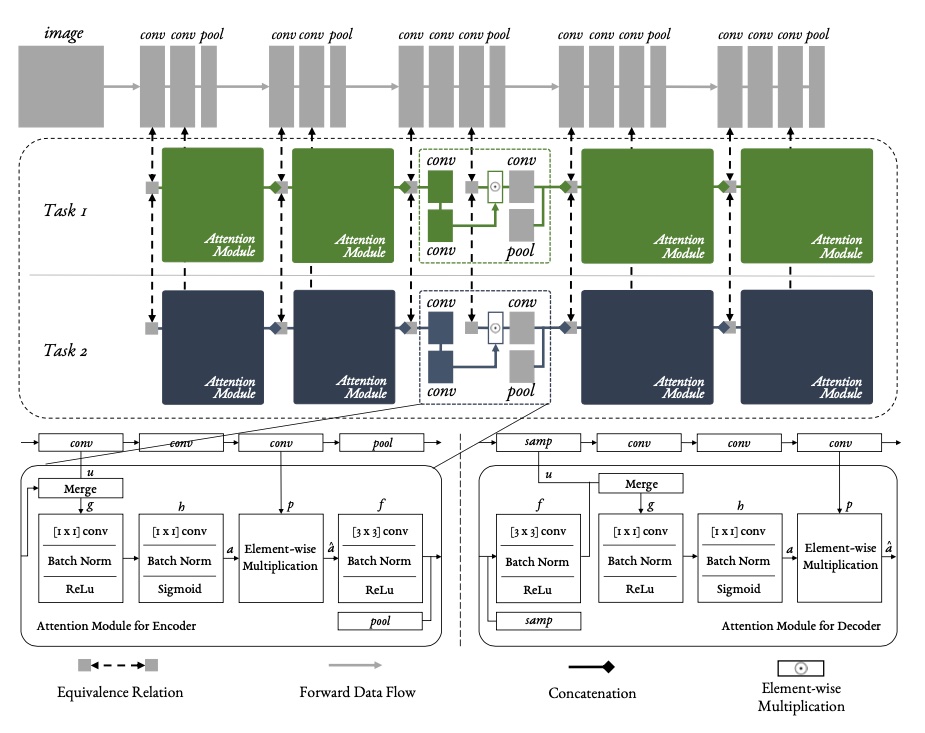 image
conv conv pool
conv conv pool
conv conv conv pool
conv conv conv pool
conv conv conv pool
Task 1
Attention
Module
Attention
Module
conv
conv
conv
pool
Attention
Module
Attention
Module
Task 2
Attention
Module
Attention
Module
conv
conv
conv
pool
Attention
Module
Attention
Module
conv
conv
conv
pool
u
Merge
g
h
p
f
[1 x 1] conv
Batch Norm
ReLu
[1 x 1] conv
Batch Norm
Sigmoid
a
Element-wise
Multiplication
â
[3 x 3] conv
Batch Norm
ReLu
pool
Attention Module for Encoder
samp
conv
conv
conv
u
Merge
f
g
h
p
[3 x 3] conv
Batch Norm
ReLu
samp
[1 x 1] conv
Batch Norm
ReLu
[1 x 1] conv
Batch Norm
Sigmoid
a
Element-wise
Multiplication
â
Attention Module for Decoder
Equivalence Relation
Forward Data Flow
Concatenation
Element-wise
Multiplication